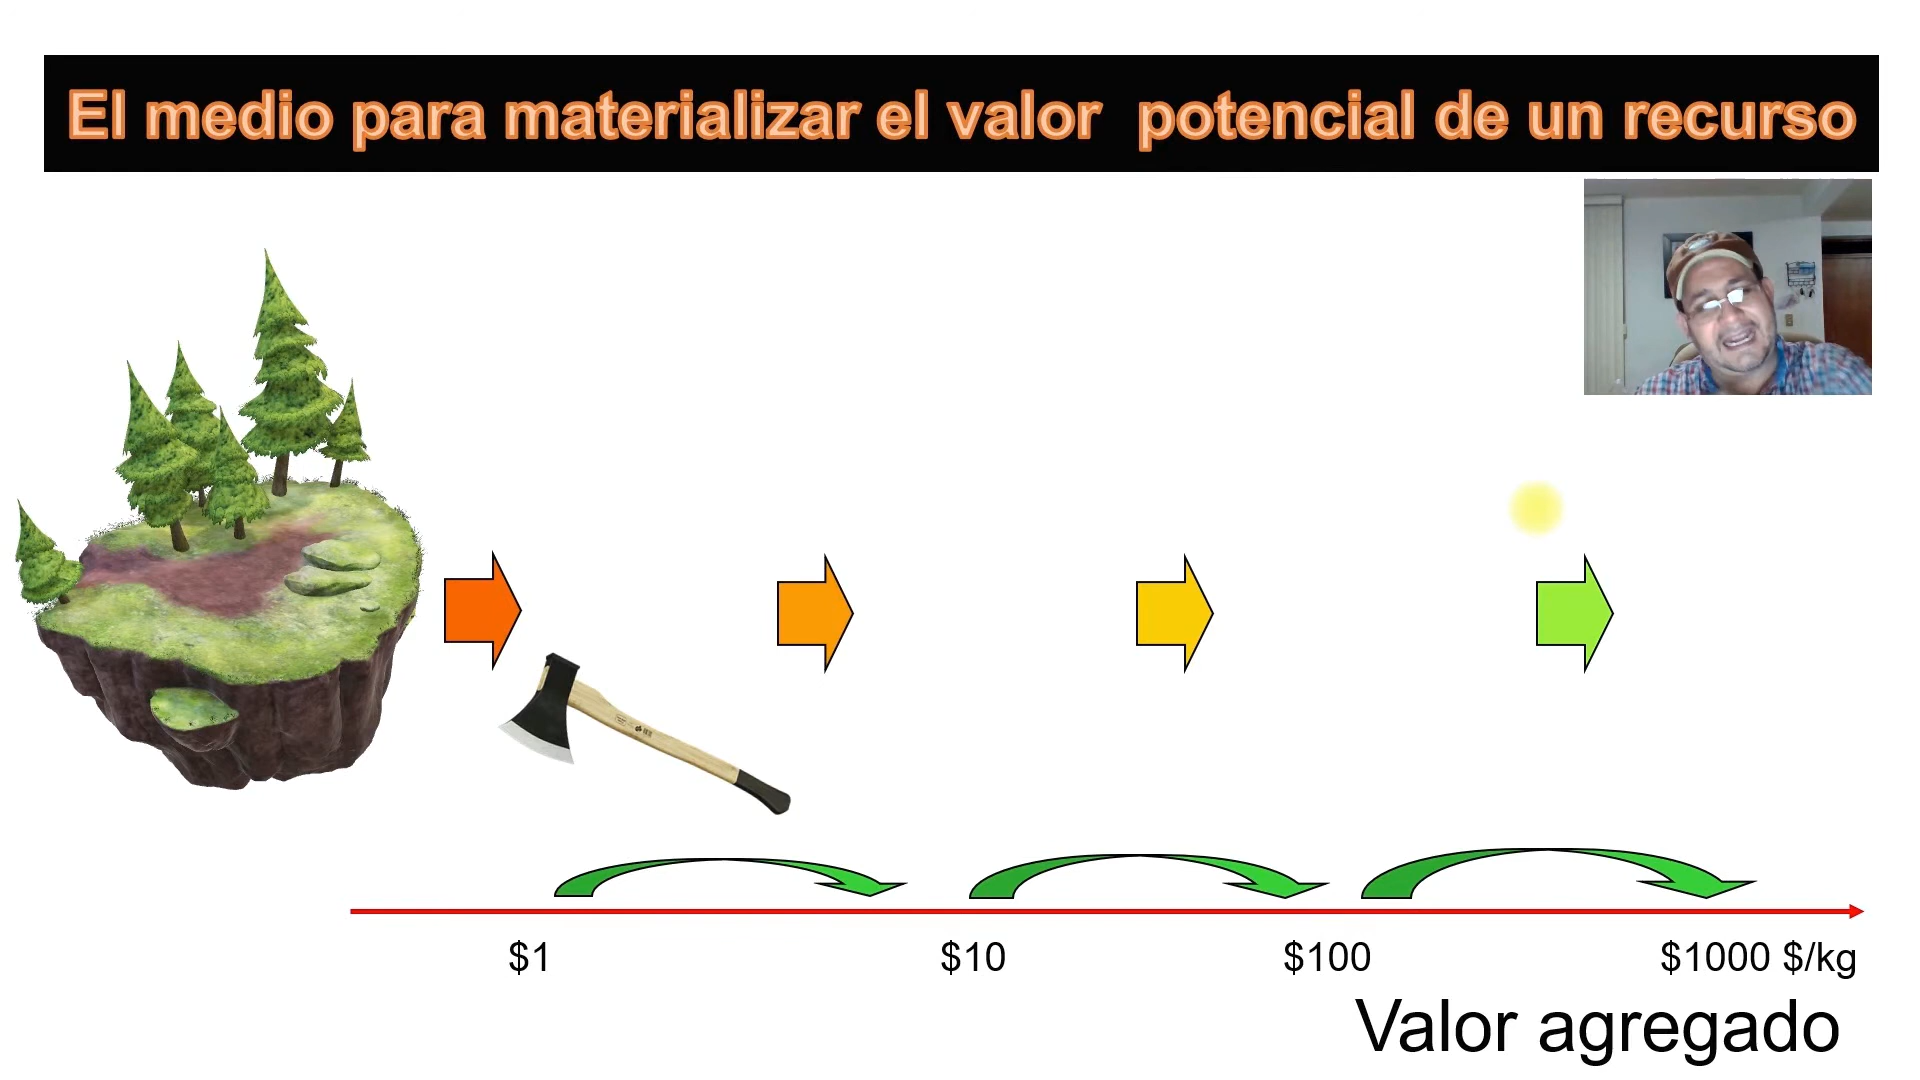 El medio para materializar el valor potencial de un recurso
$1 $10 $100 $1000 $/kg
Valor agregado